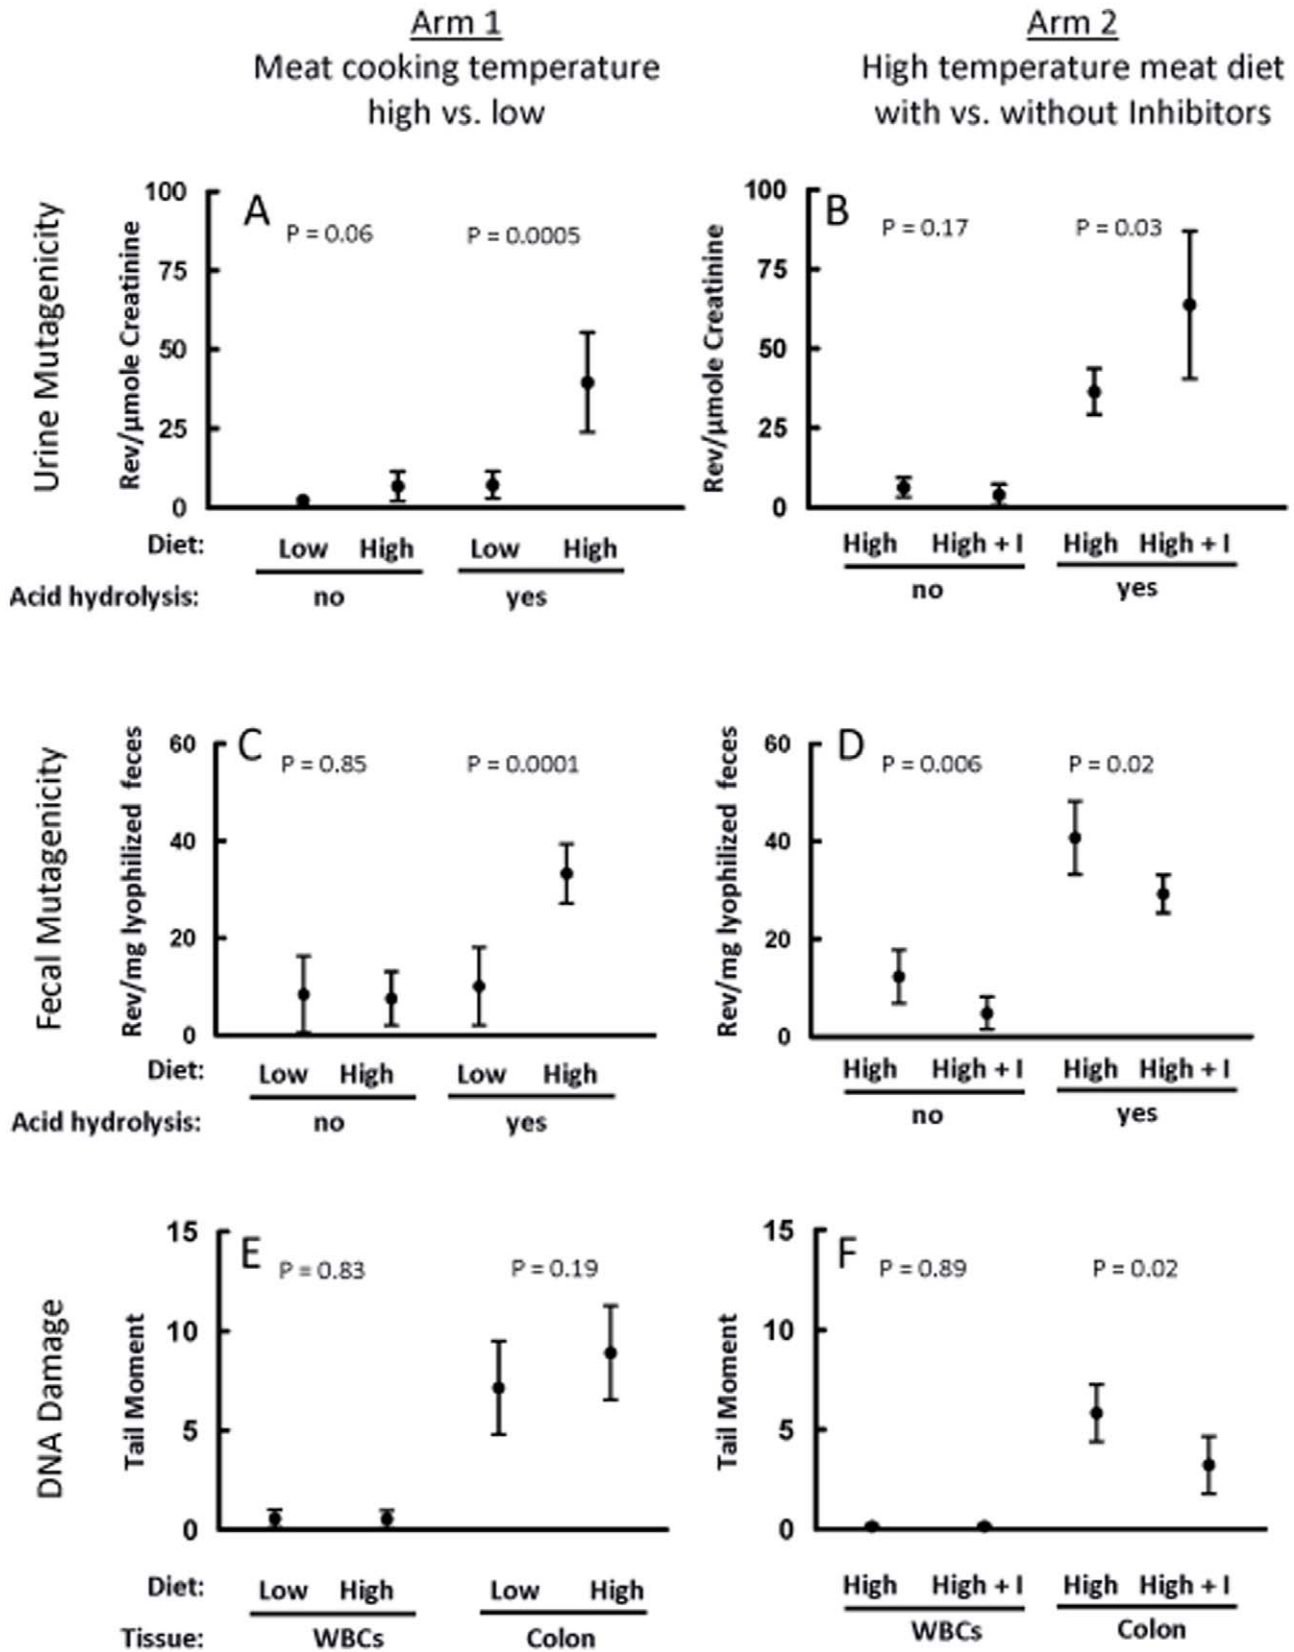 Arm 1
Meat cooking temperature
high vs. low
Arm 2
High temperature meat diet
with vs. without Inhibitors
Urine Mutagenicity
Rev/µmole Creatinine
100
75
50
25
0
A
P = 0.06
P = 0.0005
Diet:
Low High Low High
Acid hydrolysis:
no yes
Rev/µmole Creatinine
100
75
50
25
0
B
P = 0.17
P = 0.03
High High + I High High + I
no yes
Fecal Mutagenicity
Rev/mg lyophilized feces
60
40
20
0
C
P = 0.85
P = 0.0001
Diet:
Low High Low High
Acid hydrolysis:
no yes
Rev/mg lyophilized feces
60
40
20
0
D
P = 0.006
P = 0.02
High High + I High High + I
no yes
DNA Damage
Tail Moment
15
10
5
0
E
P = 0.83
P = 0.19
Diet:
Low High Low High
Tissue:
WBCs Colon
Tail Moment
15
10
5
0
F
P = 0.89
P = 0.02
High High + I High High + I
WBCs Colon